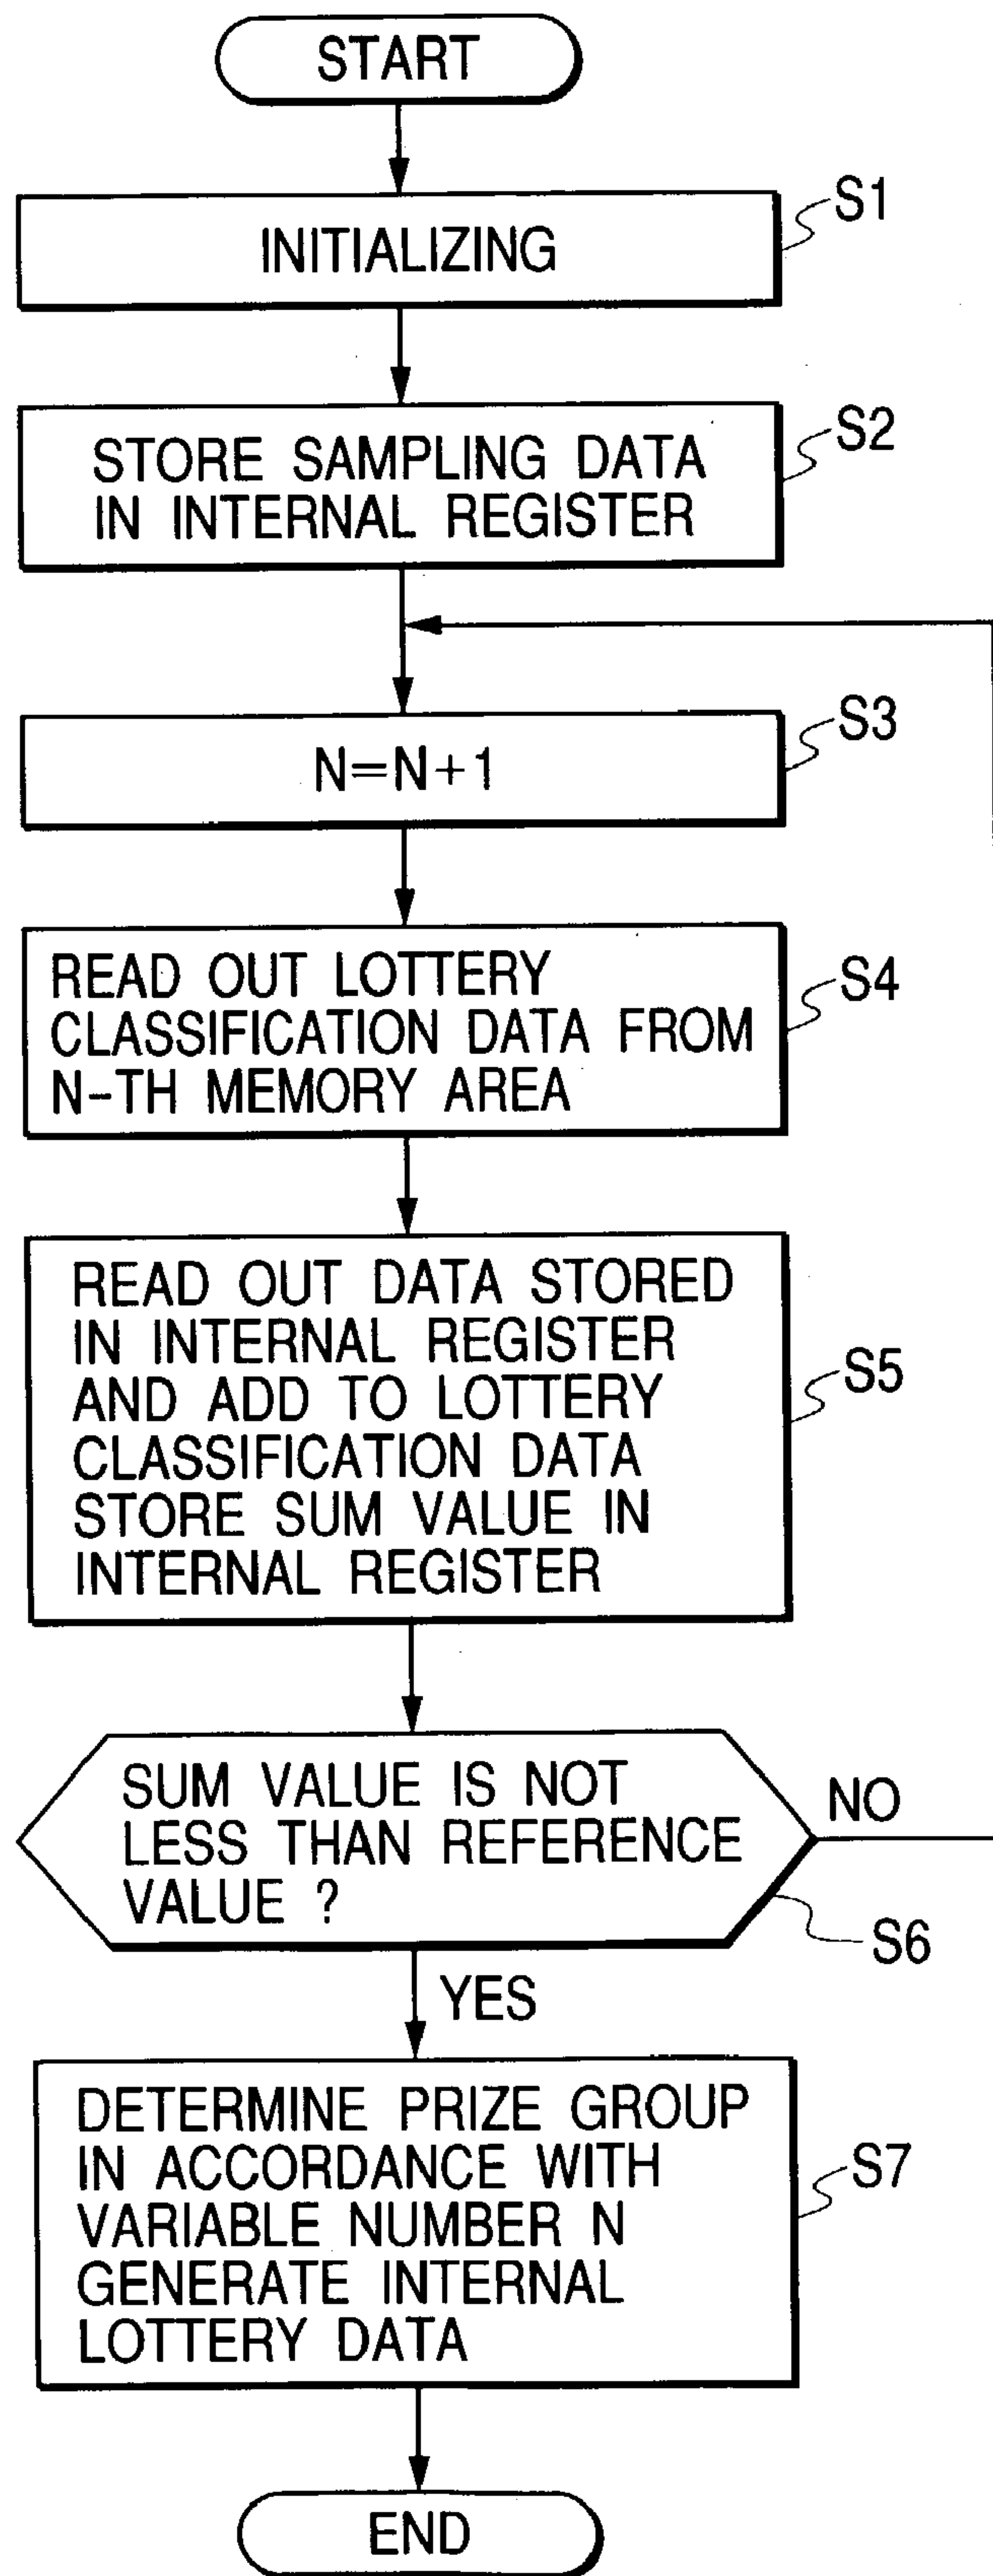 START
INITIALIZING
S1
STORE SAMPLING DATA
IN INTERNAL REGISTER
S2
N=N+1
S3
READ OUT LOTTERY
CLASSIFICATION DATA FROM
N-TH MEMORY AREA
S4
READ OUT DATA STORED
IN INTERNAL REGISTER
AND ADD TO LOTTERY
CLASSIFICATION DATA
STORE SUM VALUE IN
INTERNAL REGISTER
S5
SUM VALUE IS NOT
LESS THAN REFERENCE
VALUE ?
NO
S6
YES
DETERMINE PRIZE GROUP
IN ACCORDANCE WITH
VARIABLE NUMBER N
GENERATE INTERNAL
LOTTERY DATA
S7
END